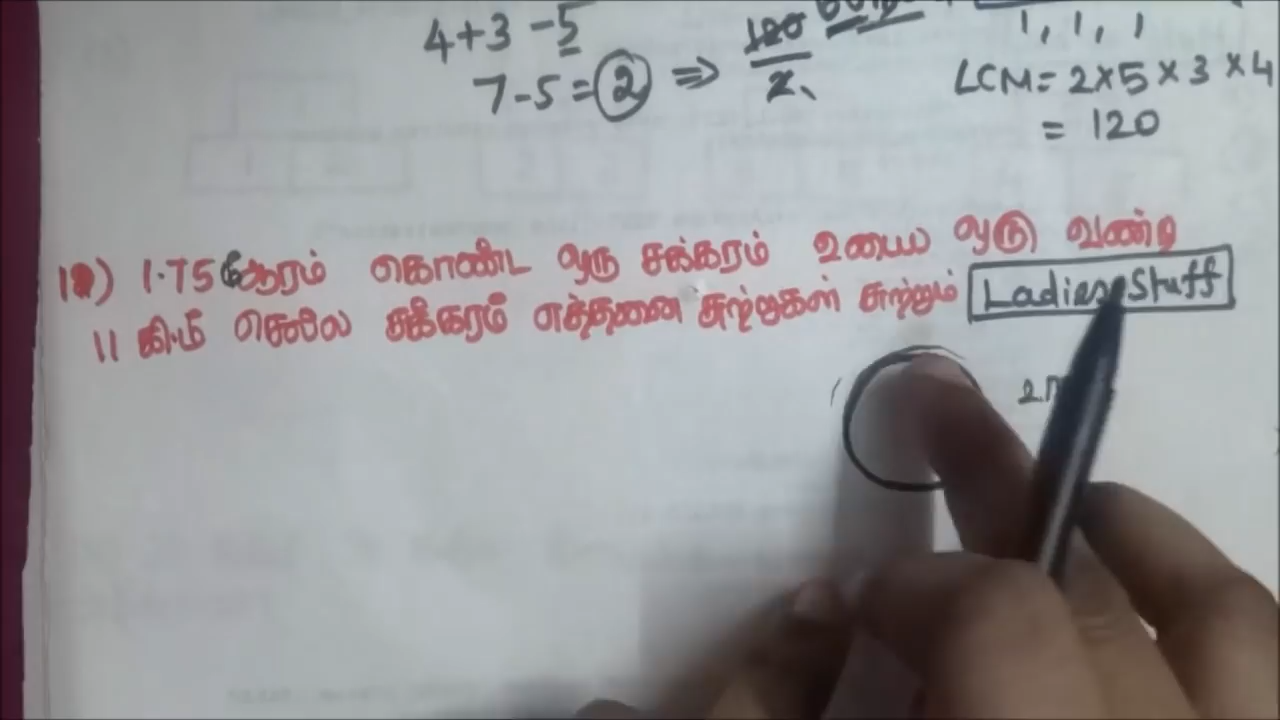 4+3 -5
7-5 = 2 ⇒ 120/2
1, 1, 1
LCM = 2×5×3×4
= 120
1.75 ஆரம் கொண்ட ஒரு சக்கரம் உடைய ஒரு வண்டி
11 கி.மீ செல்ல சக்கரம் எத்தனை சுற்றுகள் சுற்றும் Ladies Stuff